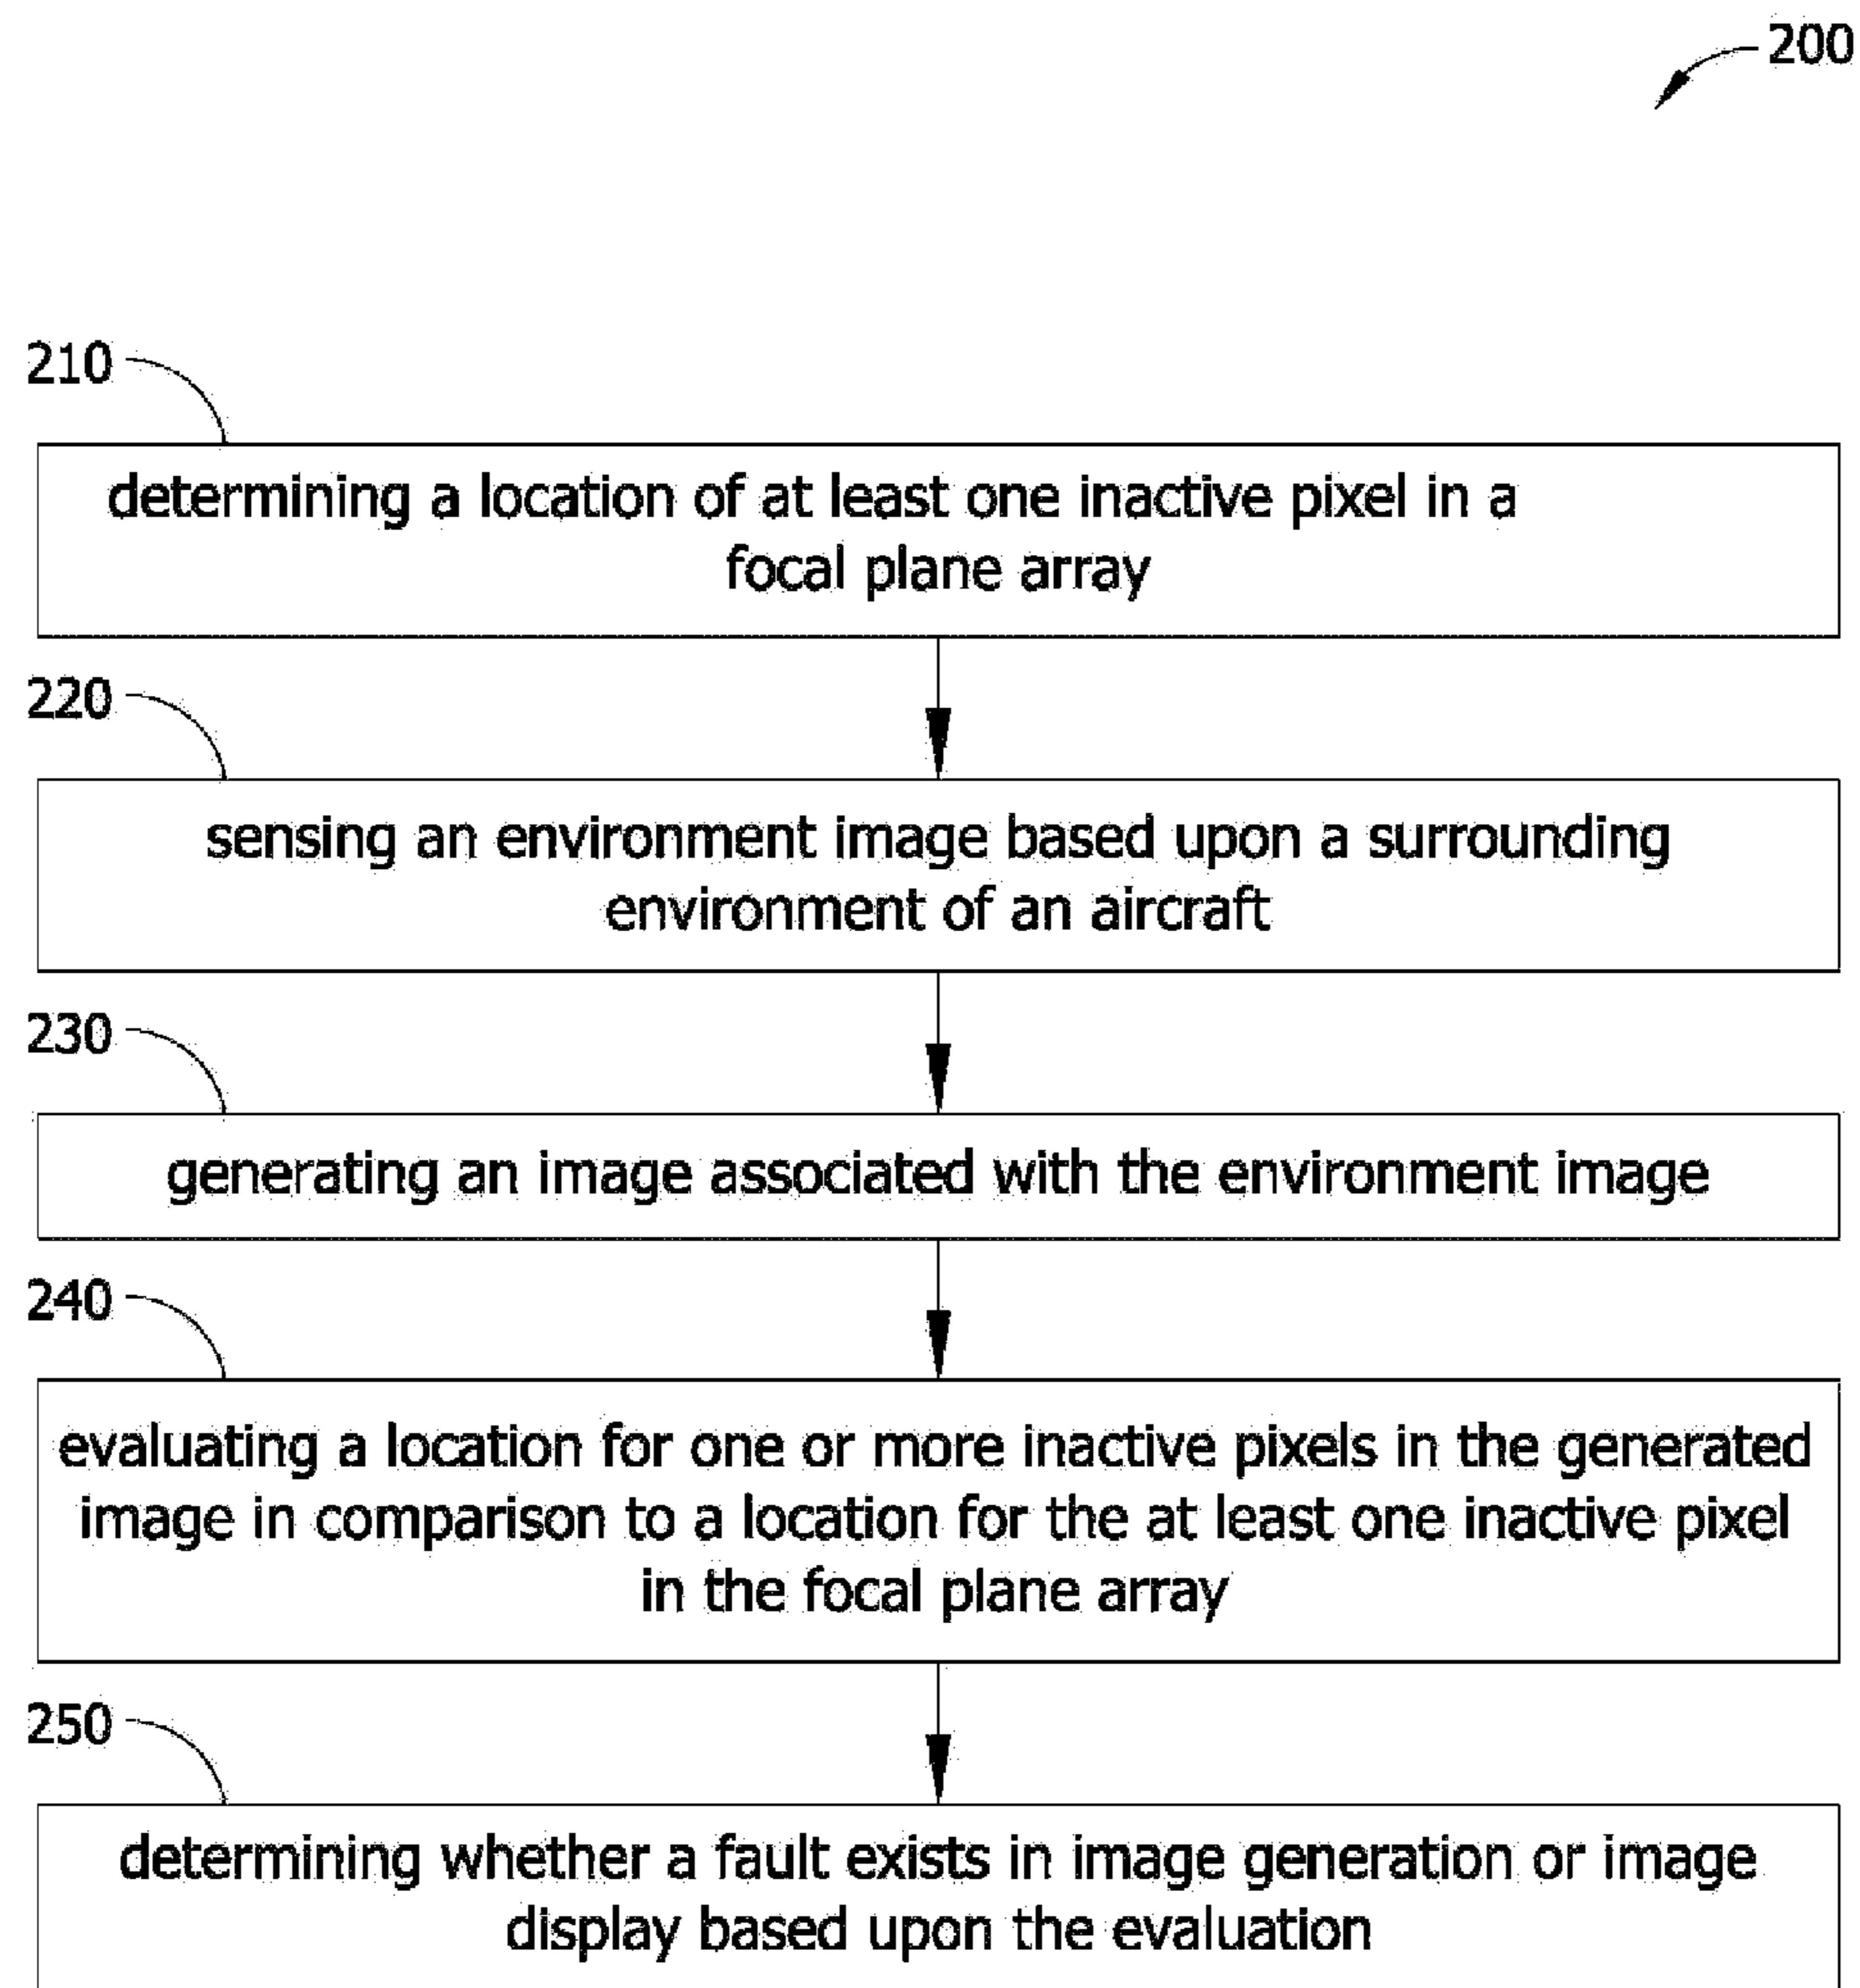 200
210
determining a location of at least one inactive pixel in a
focal plane array
220
sensing an environment image based upon a surrounding
environment of an aircraft
230
generating an image associated with the environment image
240
evaluating a location for one or more inactive pixels in the generated
image in comparison to a location for the at least one inactive pixel
in the focal plane array
250
determining whether a fault exists in image generation or image
display based upon the evaluation